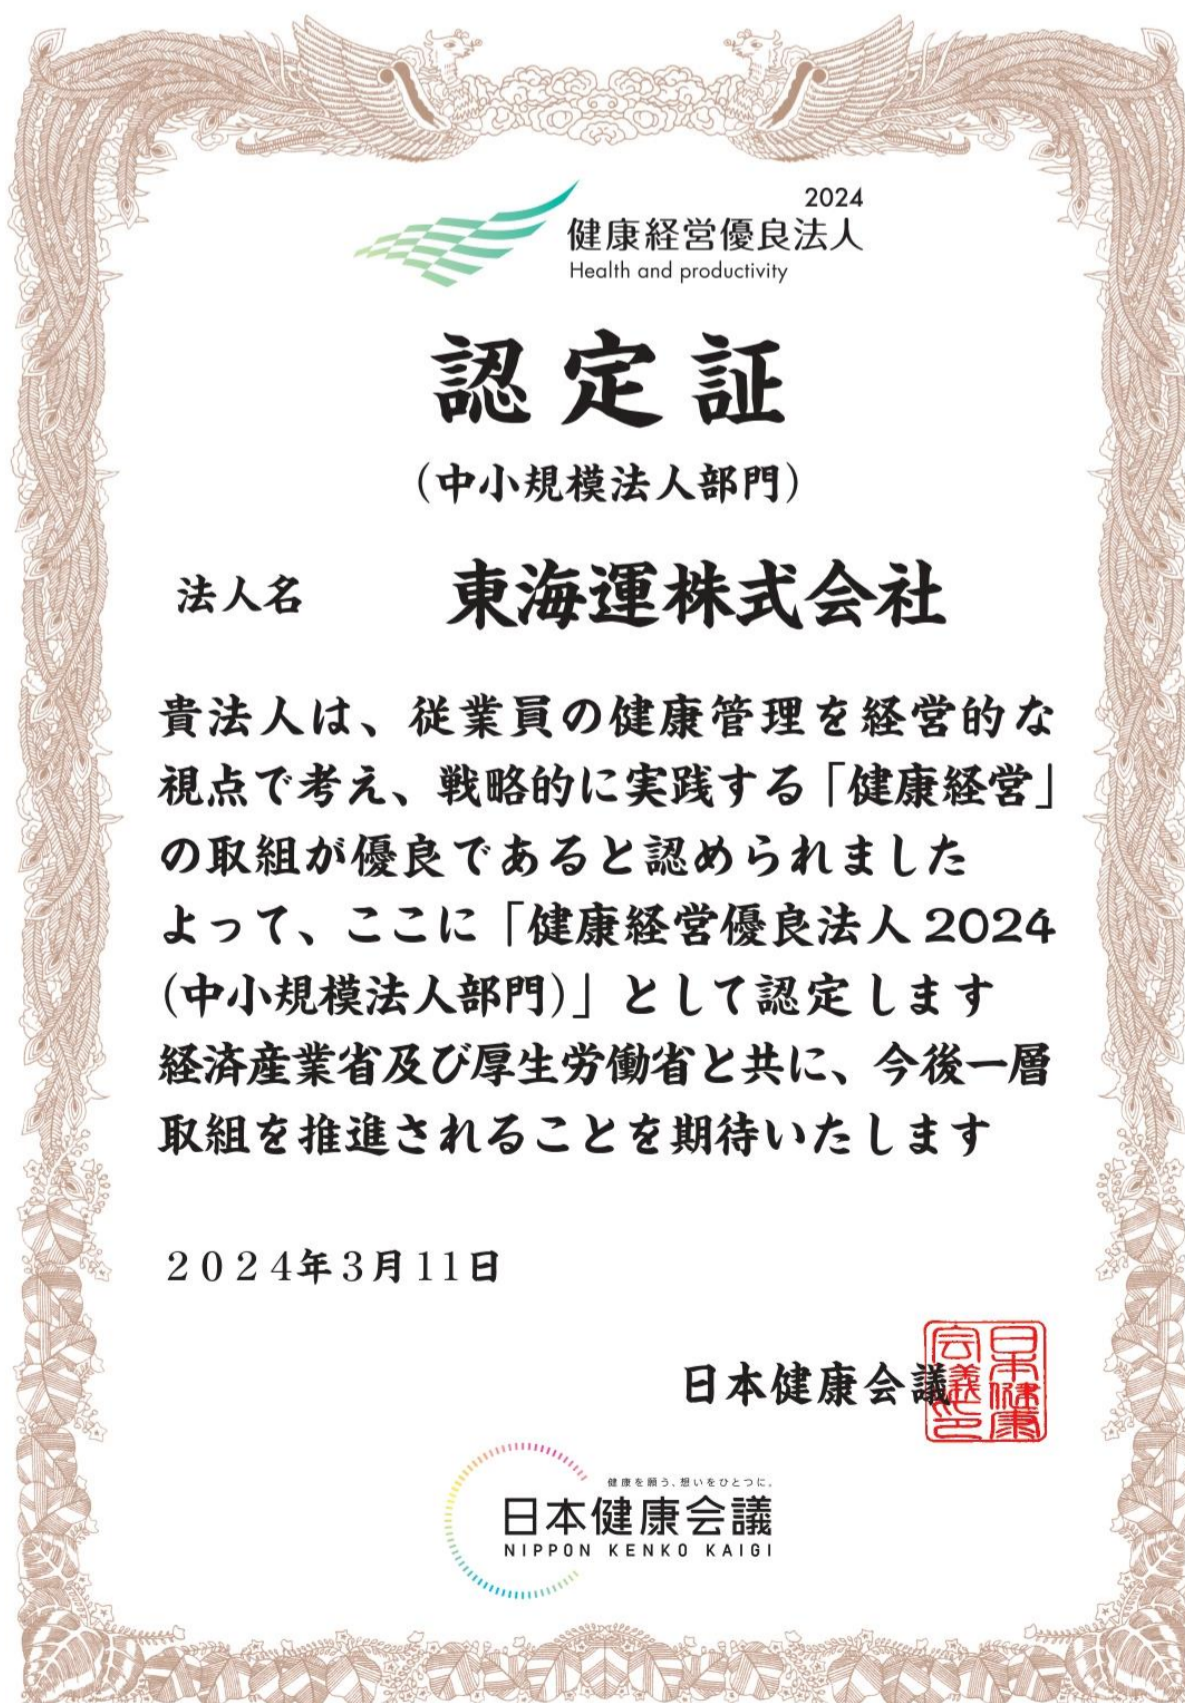 2024
健康経営優良法人
Health and productivity
認定証
（中小規模法人部門）
法人名 東海運株式会社
貴法人は、従業員の健康管理を経営的な
視点で考え、戦略的に実践する「健康経営」
の取組が優良であると認められました
よって、ここに「健康経営優良法人2024
（中小規模法人部門）」として認定します
経済産業省及び厚生労働省と共に、今後一層
取組を推進されることを期待いたします
２０２４年３月１１日
日本健康会議
日本健康
会議之印
健康を願う、想いをひとつに。
日本健康会議
NIPPON KENKO KAIGI